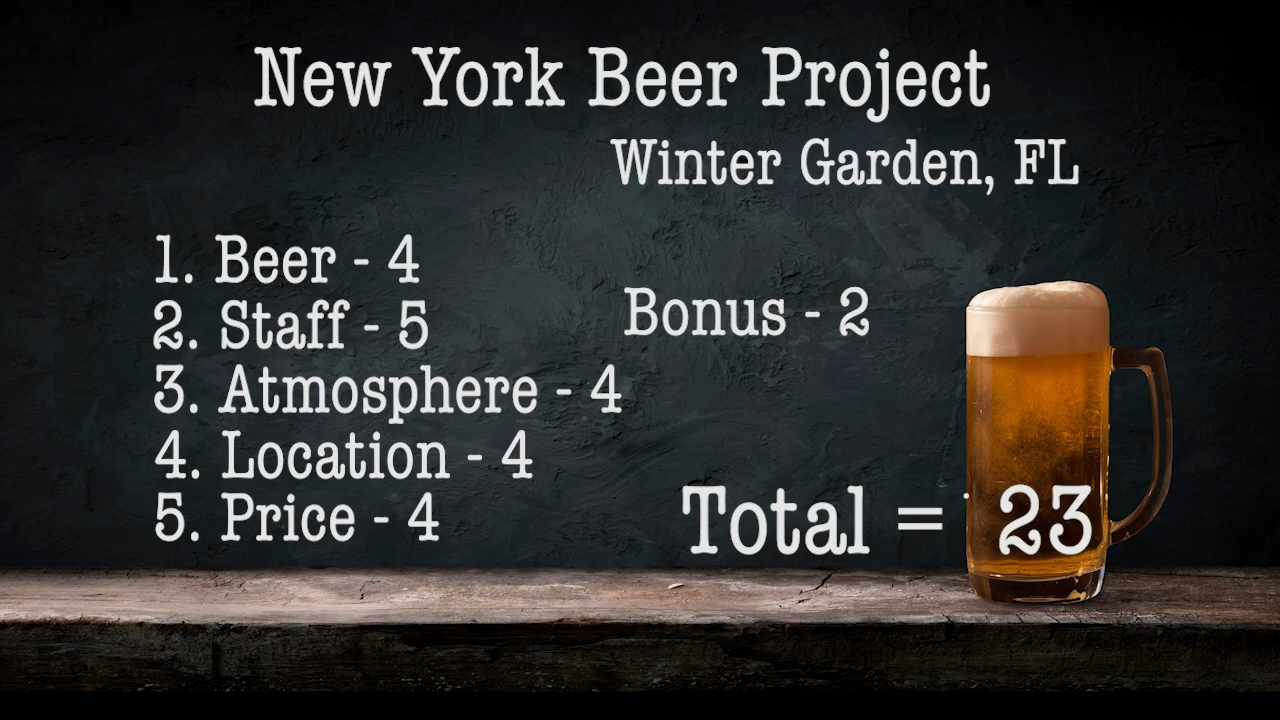 New York Beer Project
Winter Garden, FL
1. Beer - 4
2. Staff - 5
3. Atmosphere - 4
4. Location - 4
5. Price - 4
Bonus - 2
Total = 23